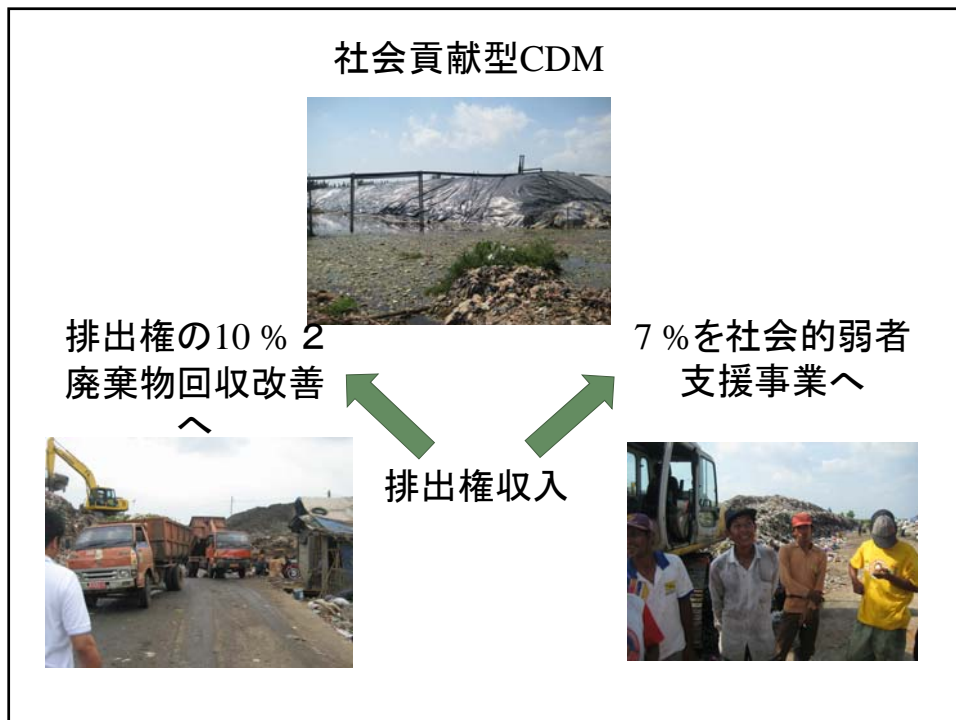 社会貢献型CDM
排出権の10 % ２
廃棄物回収改善
へ
7 %を社会的弱者
支援事業へ
排出権収入